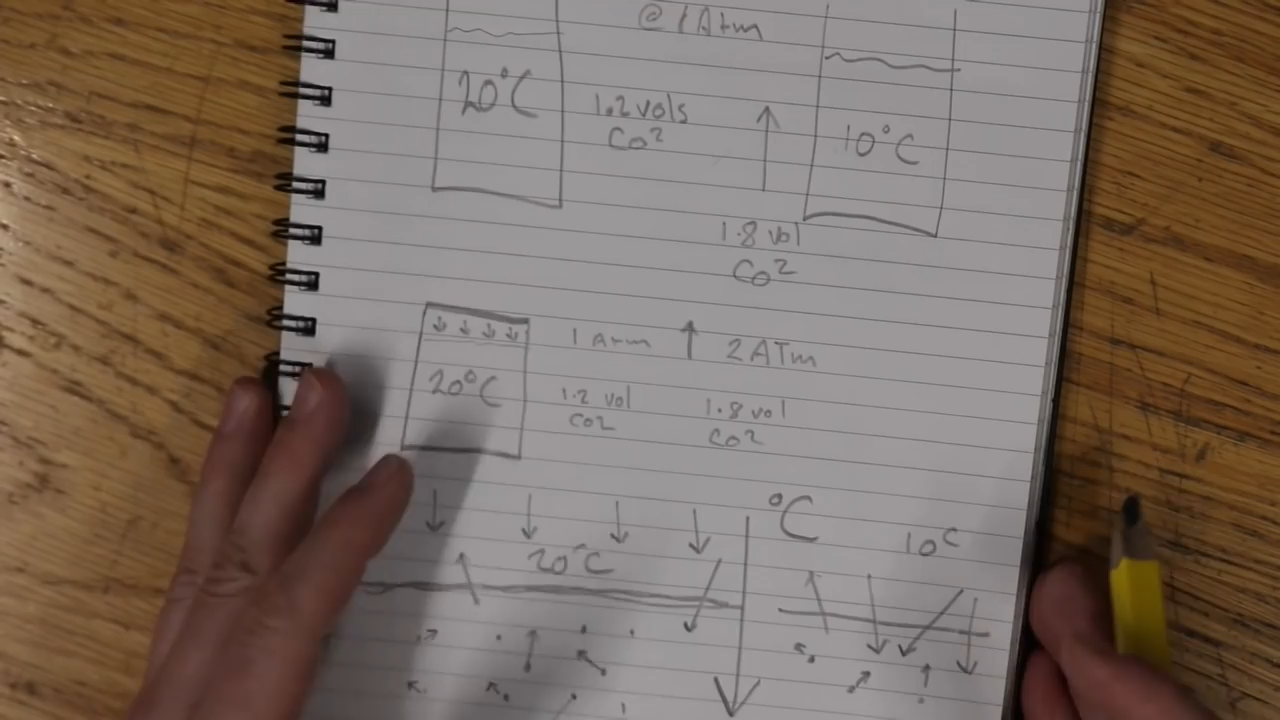 @ 1 Atm
20°C
1.2 vols
Co²
10°C
1.8 vol
Co²
1 Atm
2 ATm
20°C
1.2 vol
Co2
1.8 vol
Co2
°C
10°C
20°C